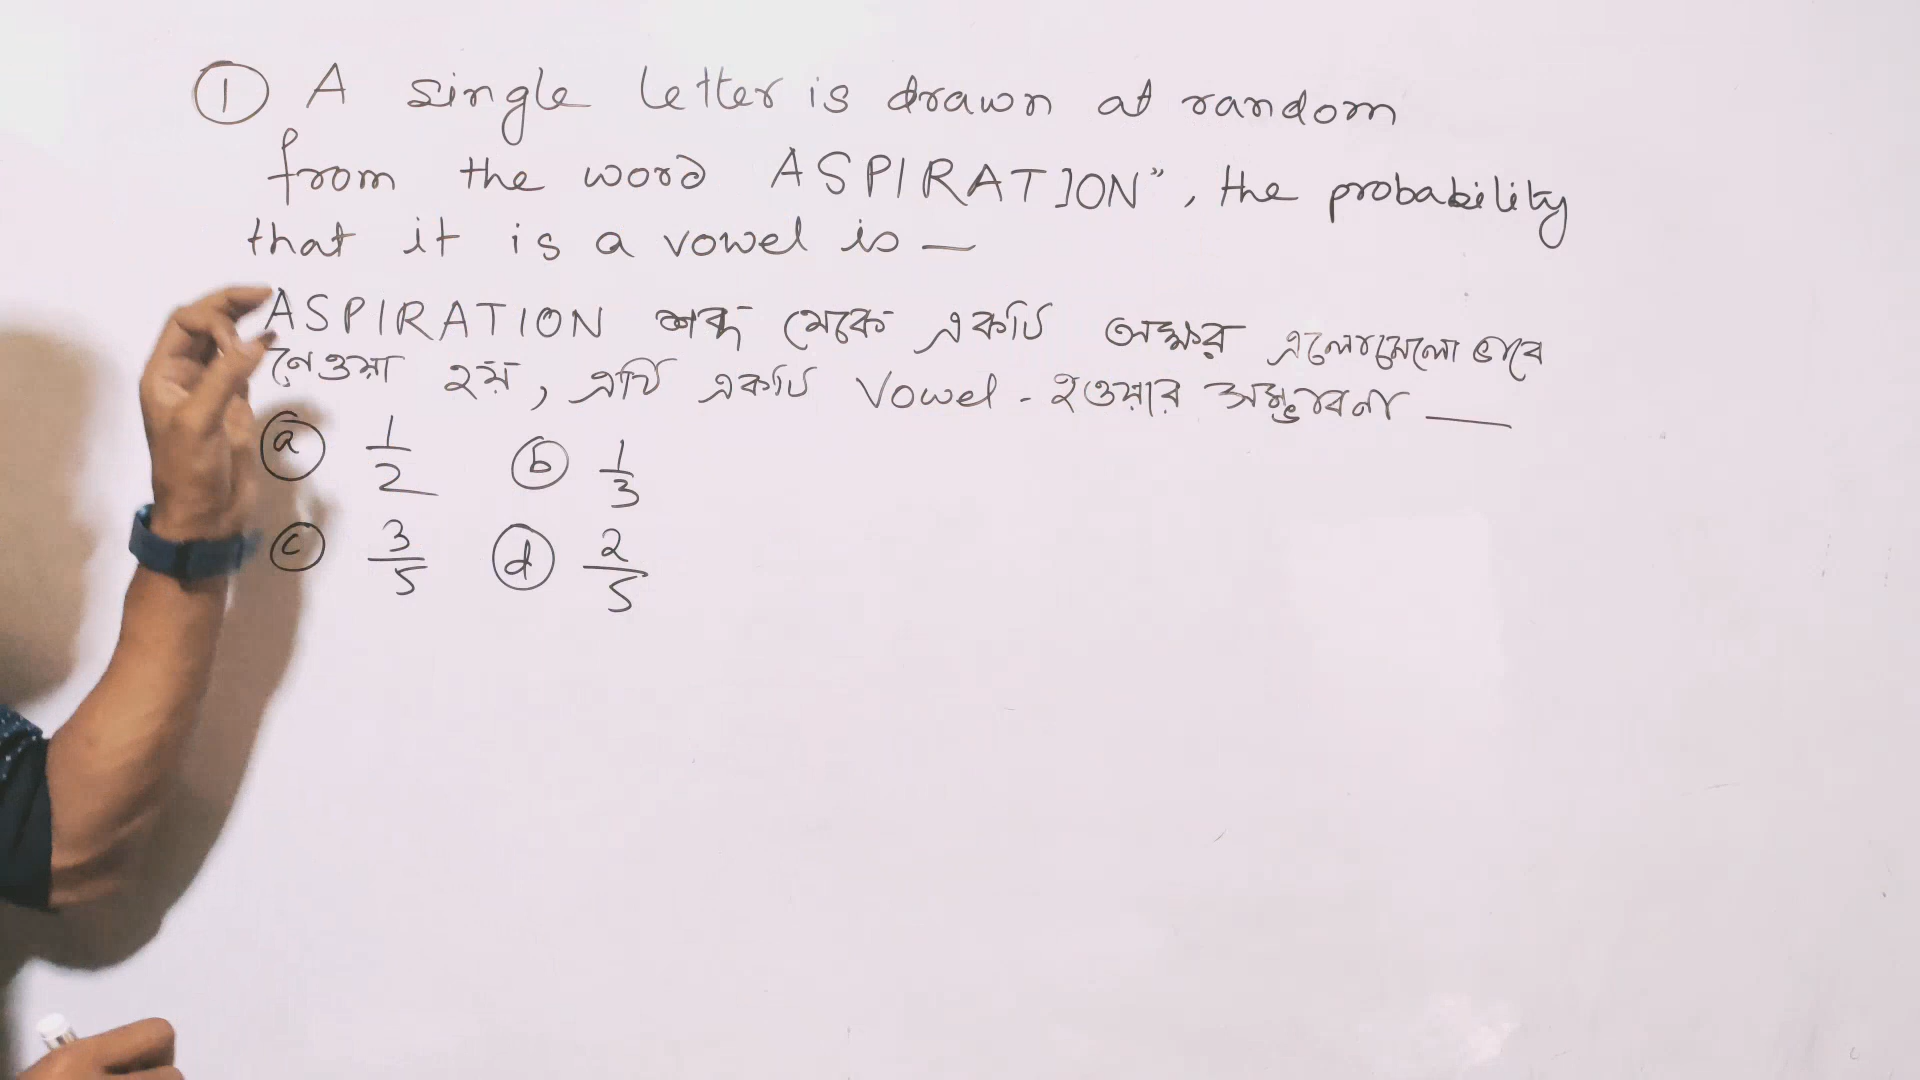 ① A single letter is drawn at random
from the word ASPIRATION", the probability
that it is a vowel is —
ASPIRATION শব্দ থেকে একটি অক্ষর এলোমেলো ভাবে
নেওয়া হয়, এটি একটি Vowel - হওয়ার সম্ভাবনা —
ⓐ 1/2 ⓑ 1/3
ⓒ 3/5 ⓓ 2/5